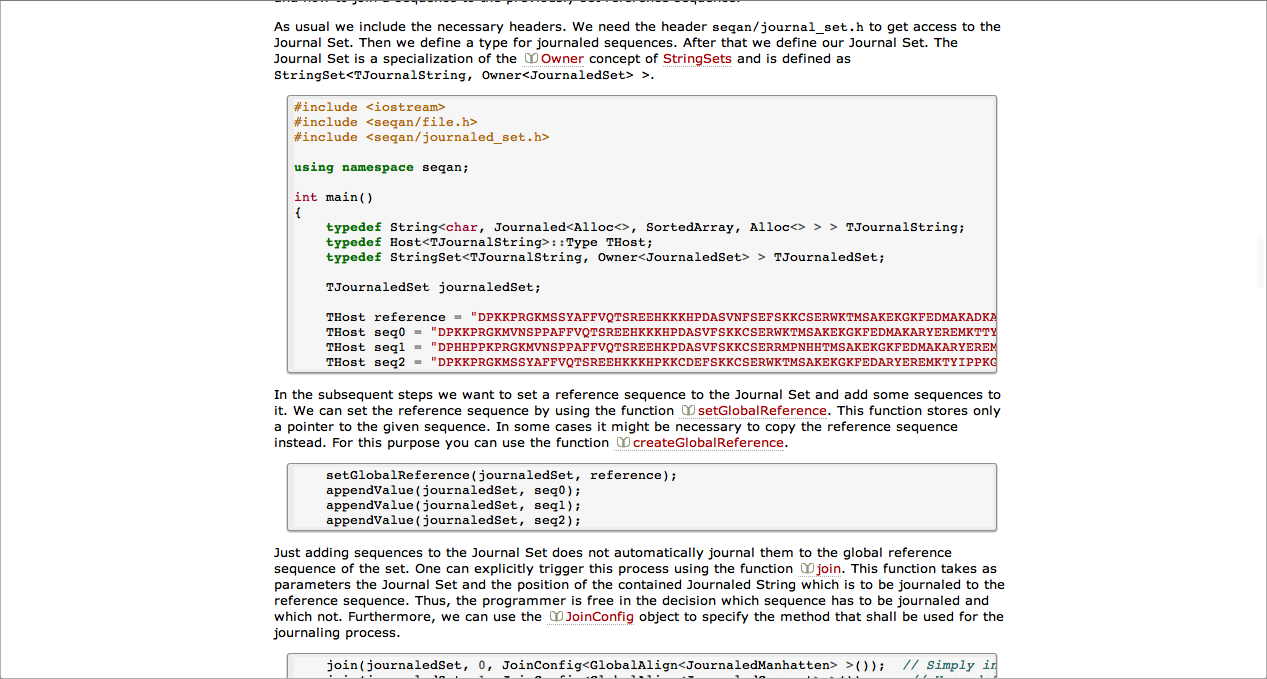 As usual we include the necessary headers. We need the header seqan/journal_set.h to get access to the
Journal Set. Then we define a type for journaled sequences. After that we define our Journal Set. The
Journal Set is a specialization of the Owner concept of StringSets and is defined as
StringSet<TJournalString, Owner<JournaledSet> >.
#include <iostream>
#include <seqan/file.h>
#include <seqan/journaled_set.h>
using namespace seqan;
int main()
{
typedef String<char, Journaled<Alloc<>, SortedArray, Alloc<> > > TJournalString;
typedef Host<TJournalString>::Type THost;
typedef StringSet<TJournalString, Owner<JournaledSet> > TJournaledSet;
TJournaledSet journaledSet;
THost reference = "DPKKPRGKMSSYAFFVQTSREEHKKKHPDASVNFSEFSKKCSERWKTMSAKEKGKFEDMAKADKA
THost seq0 = "DPKKPRGKMVNSPPAFFVQTSREEHKKKHPDASVFSKKCSERWKTMSAKEKGKFEDMAKARYEREMKTTY
THost seq1 = "DPHHPPKPRGKMVNSPPAFFVQTSREEHKPDASVFSKKCSERRMPNHHTMSAKEKGKFEDMAKARYEREM
THost seq2 = "DPKKPRGKMSSYAFFVQTSREEHKKKHPKKCDEFSKKCSERWKTMSAKEKGKFEDARYEREMKTYIPPKG
In the subsequent steps we want to set a reference sequence to the Journal Set and add some sequences to
it. We can set the reference sequence by using the function setGlobalReference. This function stores only
a pointer to the given sequence. In some cases it might be necessary to copy the reference sequence
instead. For this purpose you can use the function createGlobalReference.
setGlobalReference(journaledSet, reference);
appendValue(journaledSet, seq0);
appendValue(journaledSet, seq1);
appendValue(journaledSet, seq2);
Just adding sequences to the Journal Set does not automatically journal them to the global reference
sequence of the set. One can explicitly trigger this process using the function join. This function takes as
parameters the Journal Set and the position of the contained Journaled String which is to be journaled to the
reference sequence. Thus, the programmer is free in the decision which sequence has to be journaled and
which not. Furthermore, we can use the JoinConfig object to specify the method that shall be used for the
journaling process.
join(journaledSet, 0, JoinConfig<GlobalAlign<JournaledManhatten> >()); // Simply in